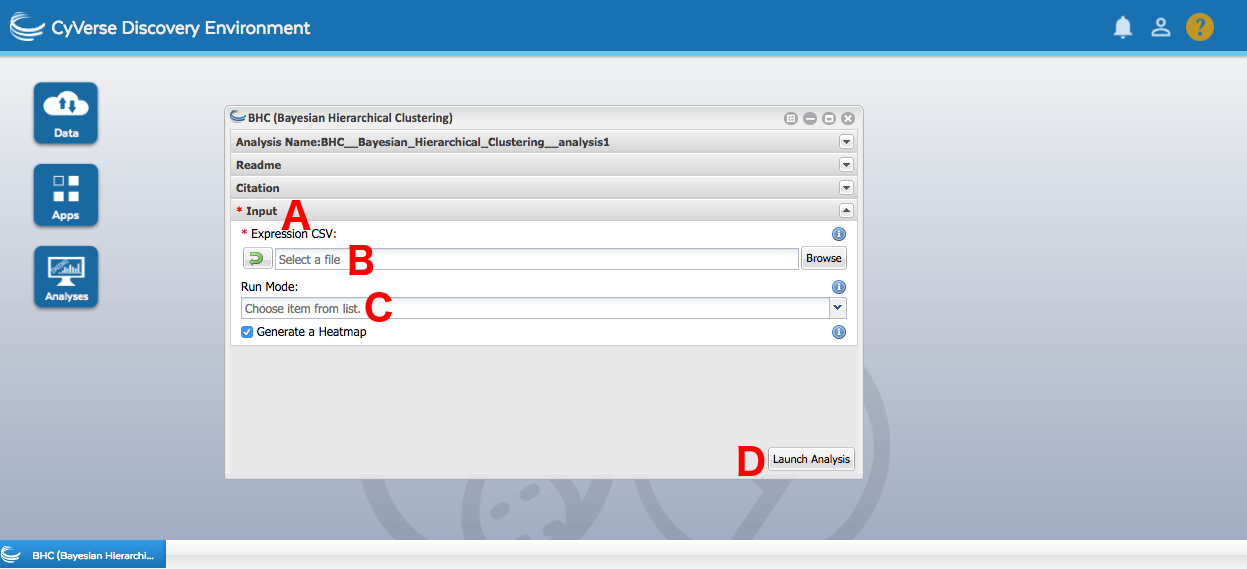 CyVerse Discovery Environment
?
Data
Apps
Analyses
BHC (Bayesian Hierarchical Clustering)
Analysis Name:BHC__Bayesian_Hierarchical_Clustering__analysis1
Readme
Citation
* Input A
* Expression CSV:
Select a file B Browse
Run Mode:
Choose item from list. C
Generate a Heatmap
D Launch Analysis
BHC (Bayesian Hierarchi...